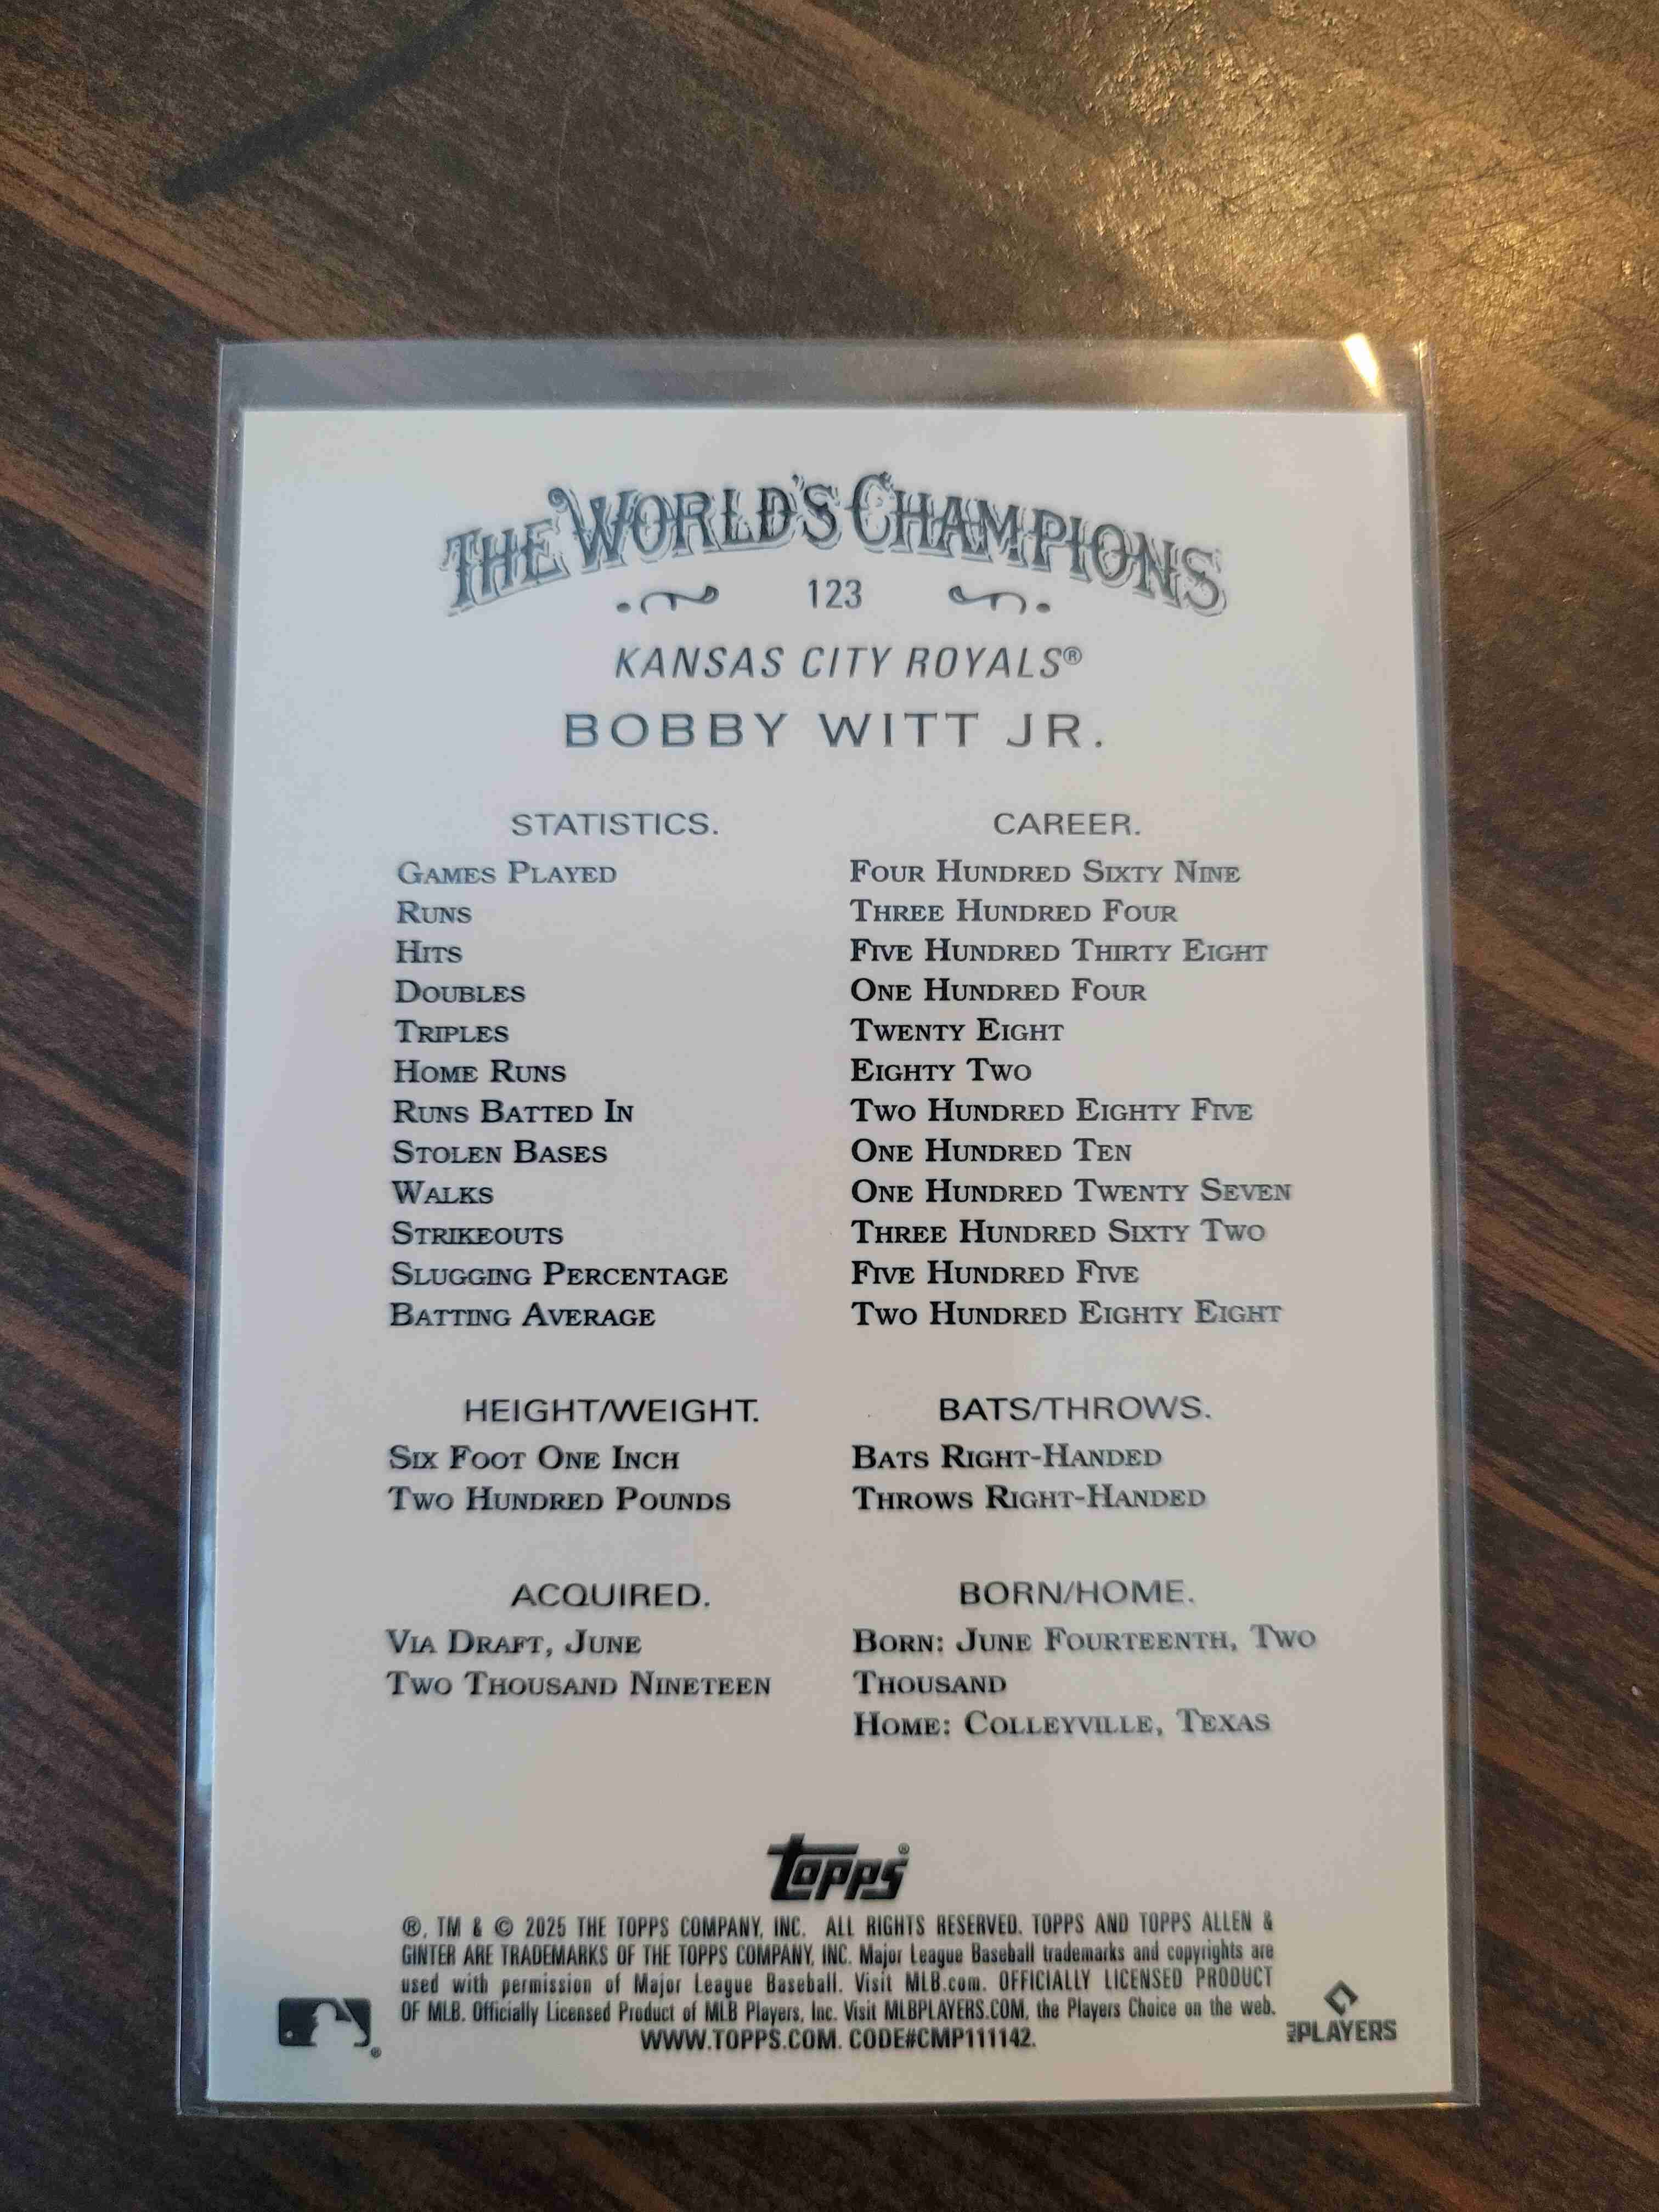 THE WORLD'S CHAMPIONS
123
KANSAS CITY ROYALS®
BOBBY WITT JR.
STATISTICS. CAREER.
GAMES PLAYED FOUR HUNDRED SIXTY NINE
RUNS THREE HUNDRED FOUR
HITS FIVE HUNDRED THIRTY EIGHT
DOUBLES ONE HUNDRED FOUR
TRIPLES TWENTY EIGHT
HOME RUNS EIGHTY TWO
RUNS BATTED IN TWO HUNDRED EIGHTY FIVE
STOLEN BASES ONE HUNDRED TEN
WALKS ONE HUNDRED TWENTY SEVEN
STRIKEOUTS THREE HUNDRED SIXTY TWO
SLUGGING PERCENTAGE FIVE HUNDRED FIVE
BATTING AVERAGE TWO HUNDRED EIGHTY EIGHT
HEIGHT/WEIGHT. BATS/THROWS.
SIX FOOT ONE INCH BATS RIGHT-HANDED
TWO HUNDRED POUNDS THROWS RIGHT-HANDED
ACQUIRED. BORN/HOME.
VIA DRAFT, JUNE BORN: JUNE FOURTEENTH, TWO
TWO THOUSAND NINETEEN THOUSAND
HOME: COLLEYVILLE, TEXAS
topps®
®, TM & © 2025 THE TOPPS COMPANY, INC. ALL RIGHTS RESERVED. TOPPS AND TOPPS ALLEN &
GINTER ARE TRADEMARKS OF THE TOPPS COMPANY, INC. Major League Baseball trademarks and copyrights are
used with permission of Major League Baseball. Visit MLB.com. OFFICIALLY LICENSED PRODUCT
OF MLB. Officially Licensed Product of MLB Players, Inc. Visit MLBPLAYERS.COM, the Players Choice on the web.
WWW.TOPPS.COM. CODE#CMP111142.
®
MLB PLAYERS